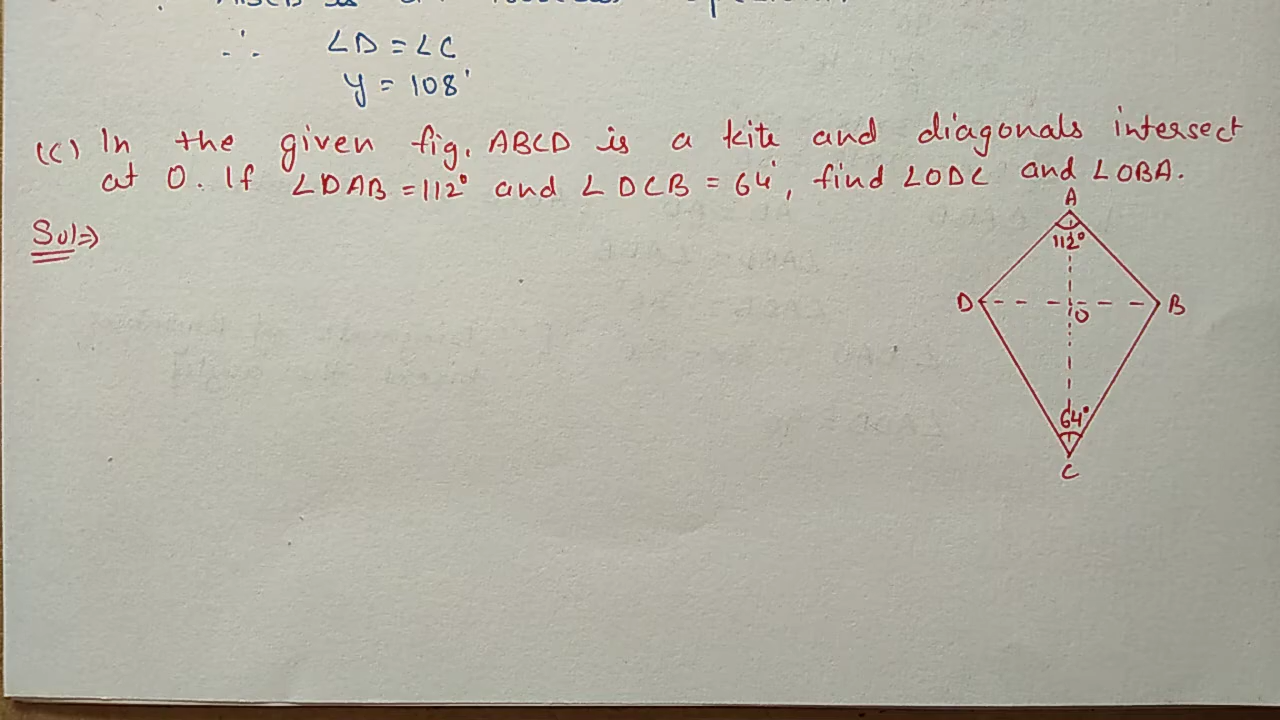 ∴ ∠D = ∠C
y = 108°
(c) In the given fig. ABCD is a kite and diagonals intersect
at O. If ∠DAB = 112° and ∠DCB = 64°, find ∠ODC and ∠OBA.
Sol⇒
A
112°
D
O
B
64°
C